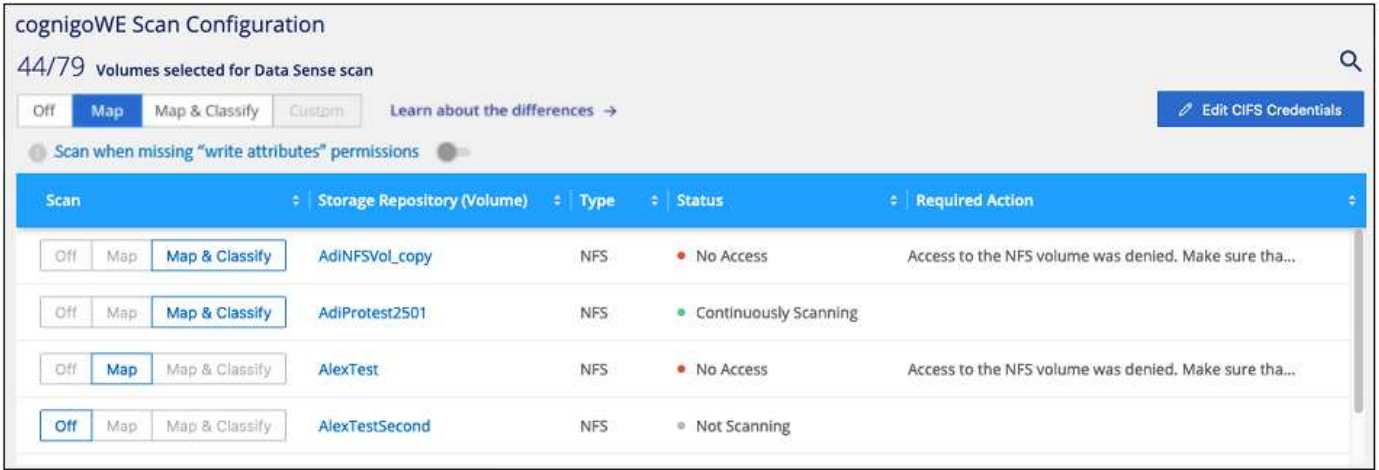 cognigoWE Scan Configuration
44/79 Volumes selected for Data Sense scan
Off Map Map & Classify Custom Learn about the differences → Edit CIFS Credentials
Scan when missing “write attributes” permissions
Scan Storage Repository (Volume) Type Status Required Action
Off Map Map & Classify AdiNFSVol_copy NFS No Access Access to the NFS volume was denied. Make sure tha...
Off Map Map & Classify AdiProtest2501 NFS Continuously Scanning
Off Map Map & Classify AlexTest NFS No Access Access to the NFS volume was denied. Make sure tha...
Off Map Map & Classify AlexTestSecond NFS Not Scanning